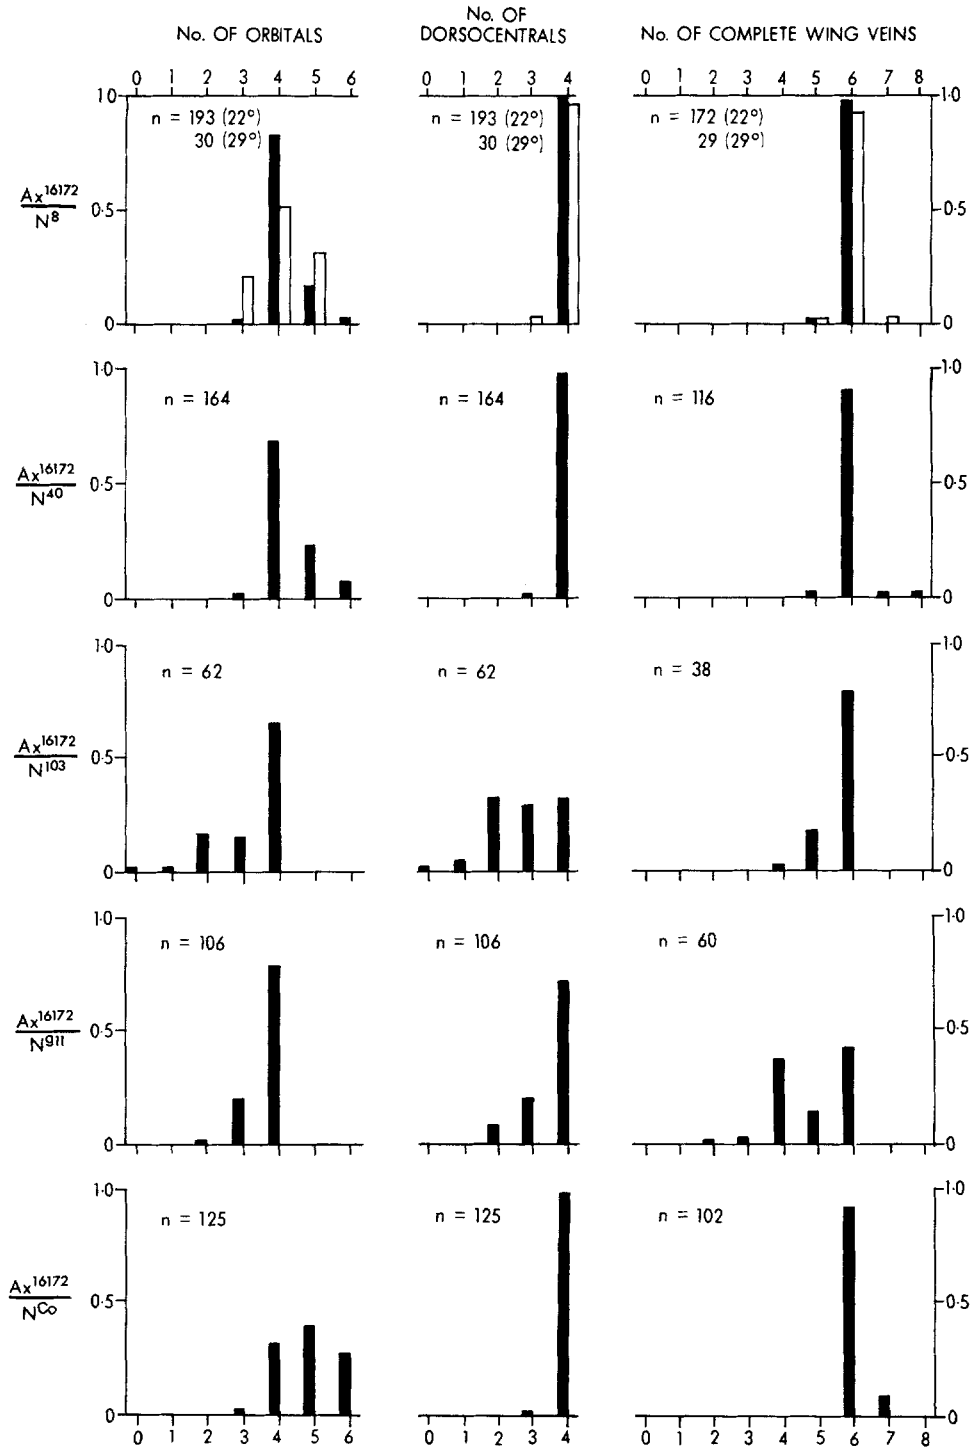 No. OF ORBITALS
No. OF DORSOCENTRALS
No. OF COMPLETE WING VEINS
0 1 2 3 4 5 6
0 1 2 3 4
0 1 2 3 4 5 6 7 8
Ax16172
N8
1·0
0·5
0
n = 193 (22°)
30 (29°)
n = 193 (22°)
30 (29°)
n = 172 (22°)
29 (29°)
1·0
0·5
0
Ax16172
N40
1·0
0·5
0
n = 164
n = 164
n = 116
1·0
0·5
0
Ax16172
N103
1·0
0·5
0
n = 62
n = 62
n = 38
1·0
0·5
0
Ax16172
Ng11
1·0
0·5
0
n = 106
n = 106
n = 60
1·0
0·5
0
Ax16172
NCo
1·0
0·5
0
n = 125
n = 125
n = 102
1·0
0·5
0
0 1 2 3 4 5 6
0 1 2 3 4
0 1 2 3 4 5 6 7 8